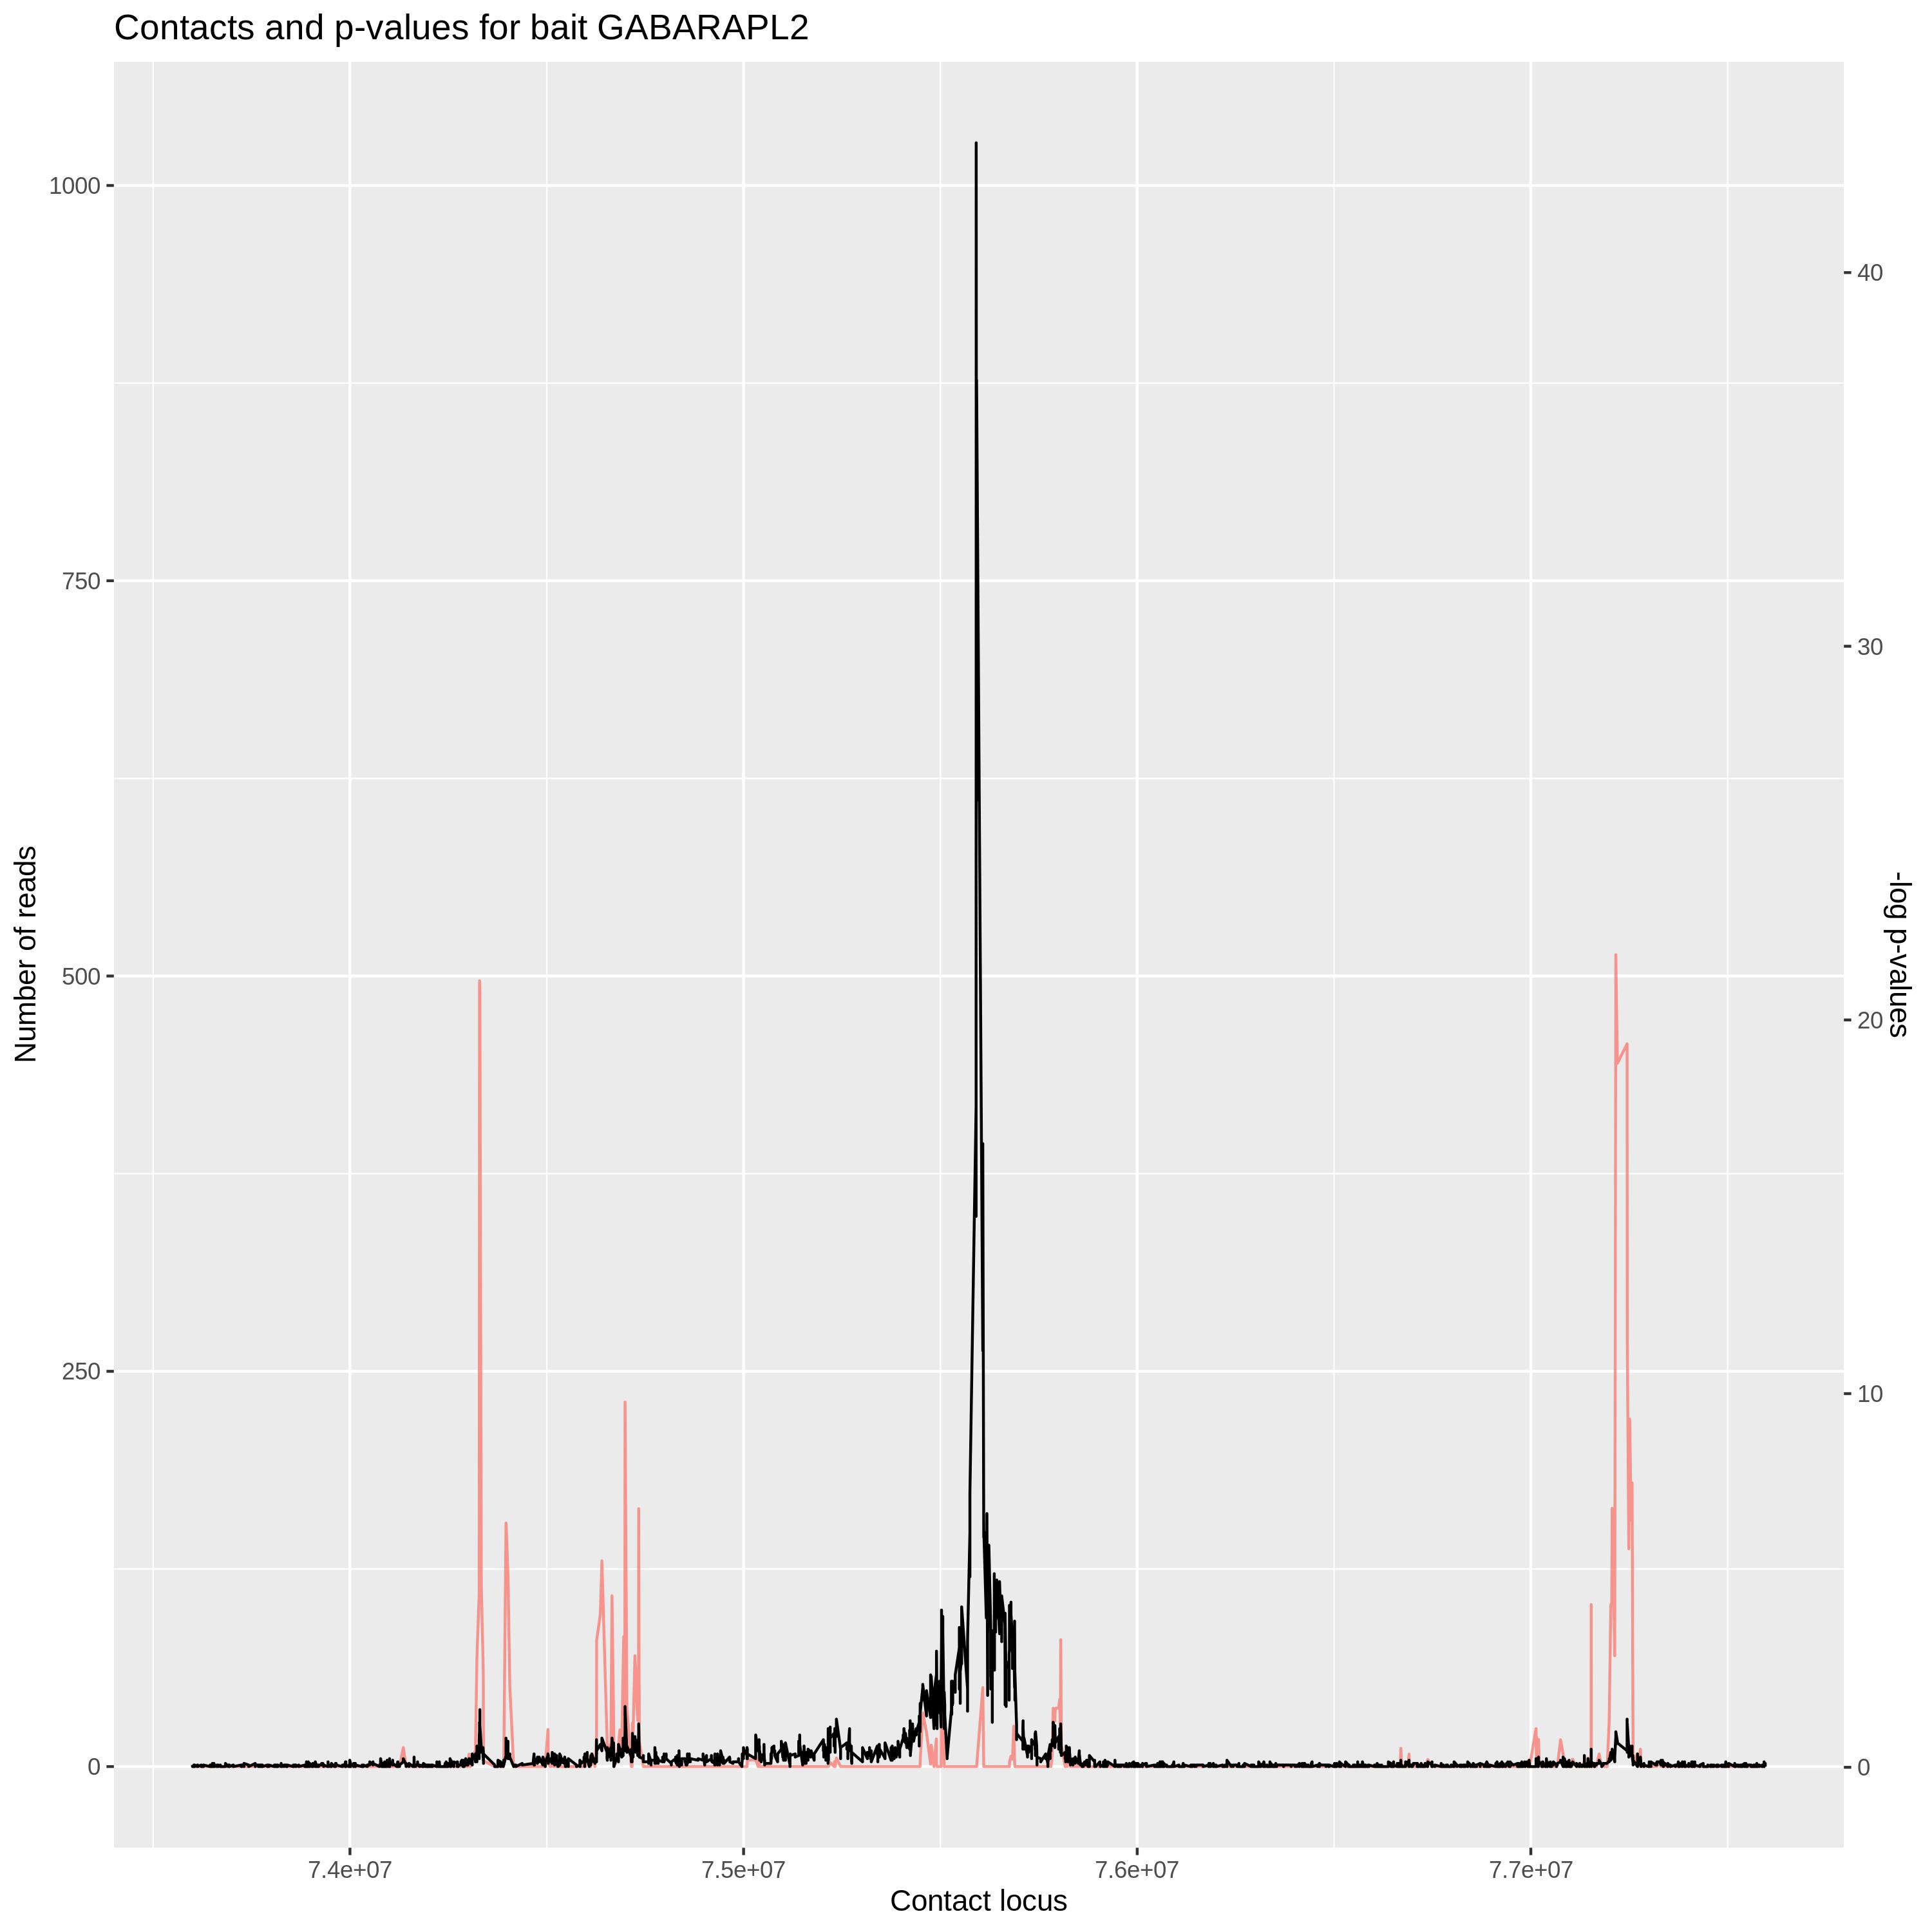 Contacts and p-values for bait GABARAPL2
1000
750
500
250
0
Number of reads
40
30
20
10
0
-log p-values
7.4e+07
7.5e+07
7.6e+07
7.7e+07
Contact locus